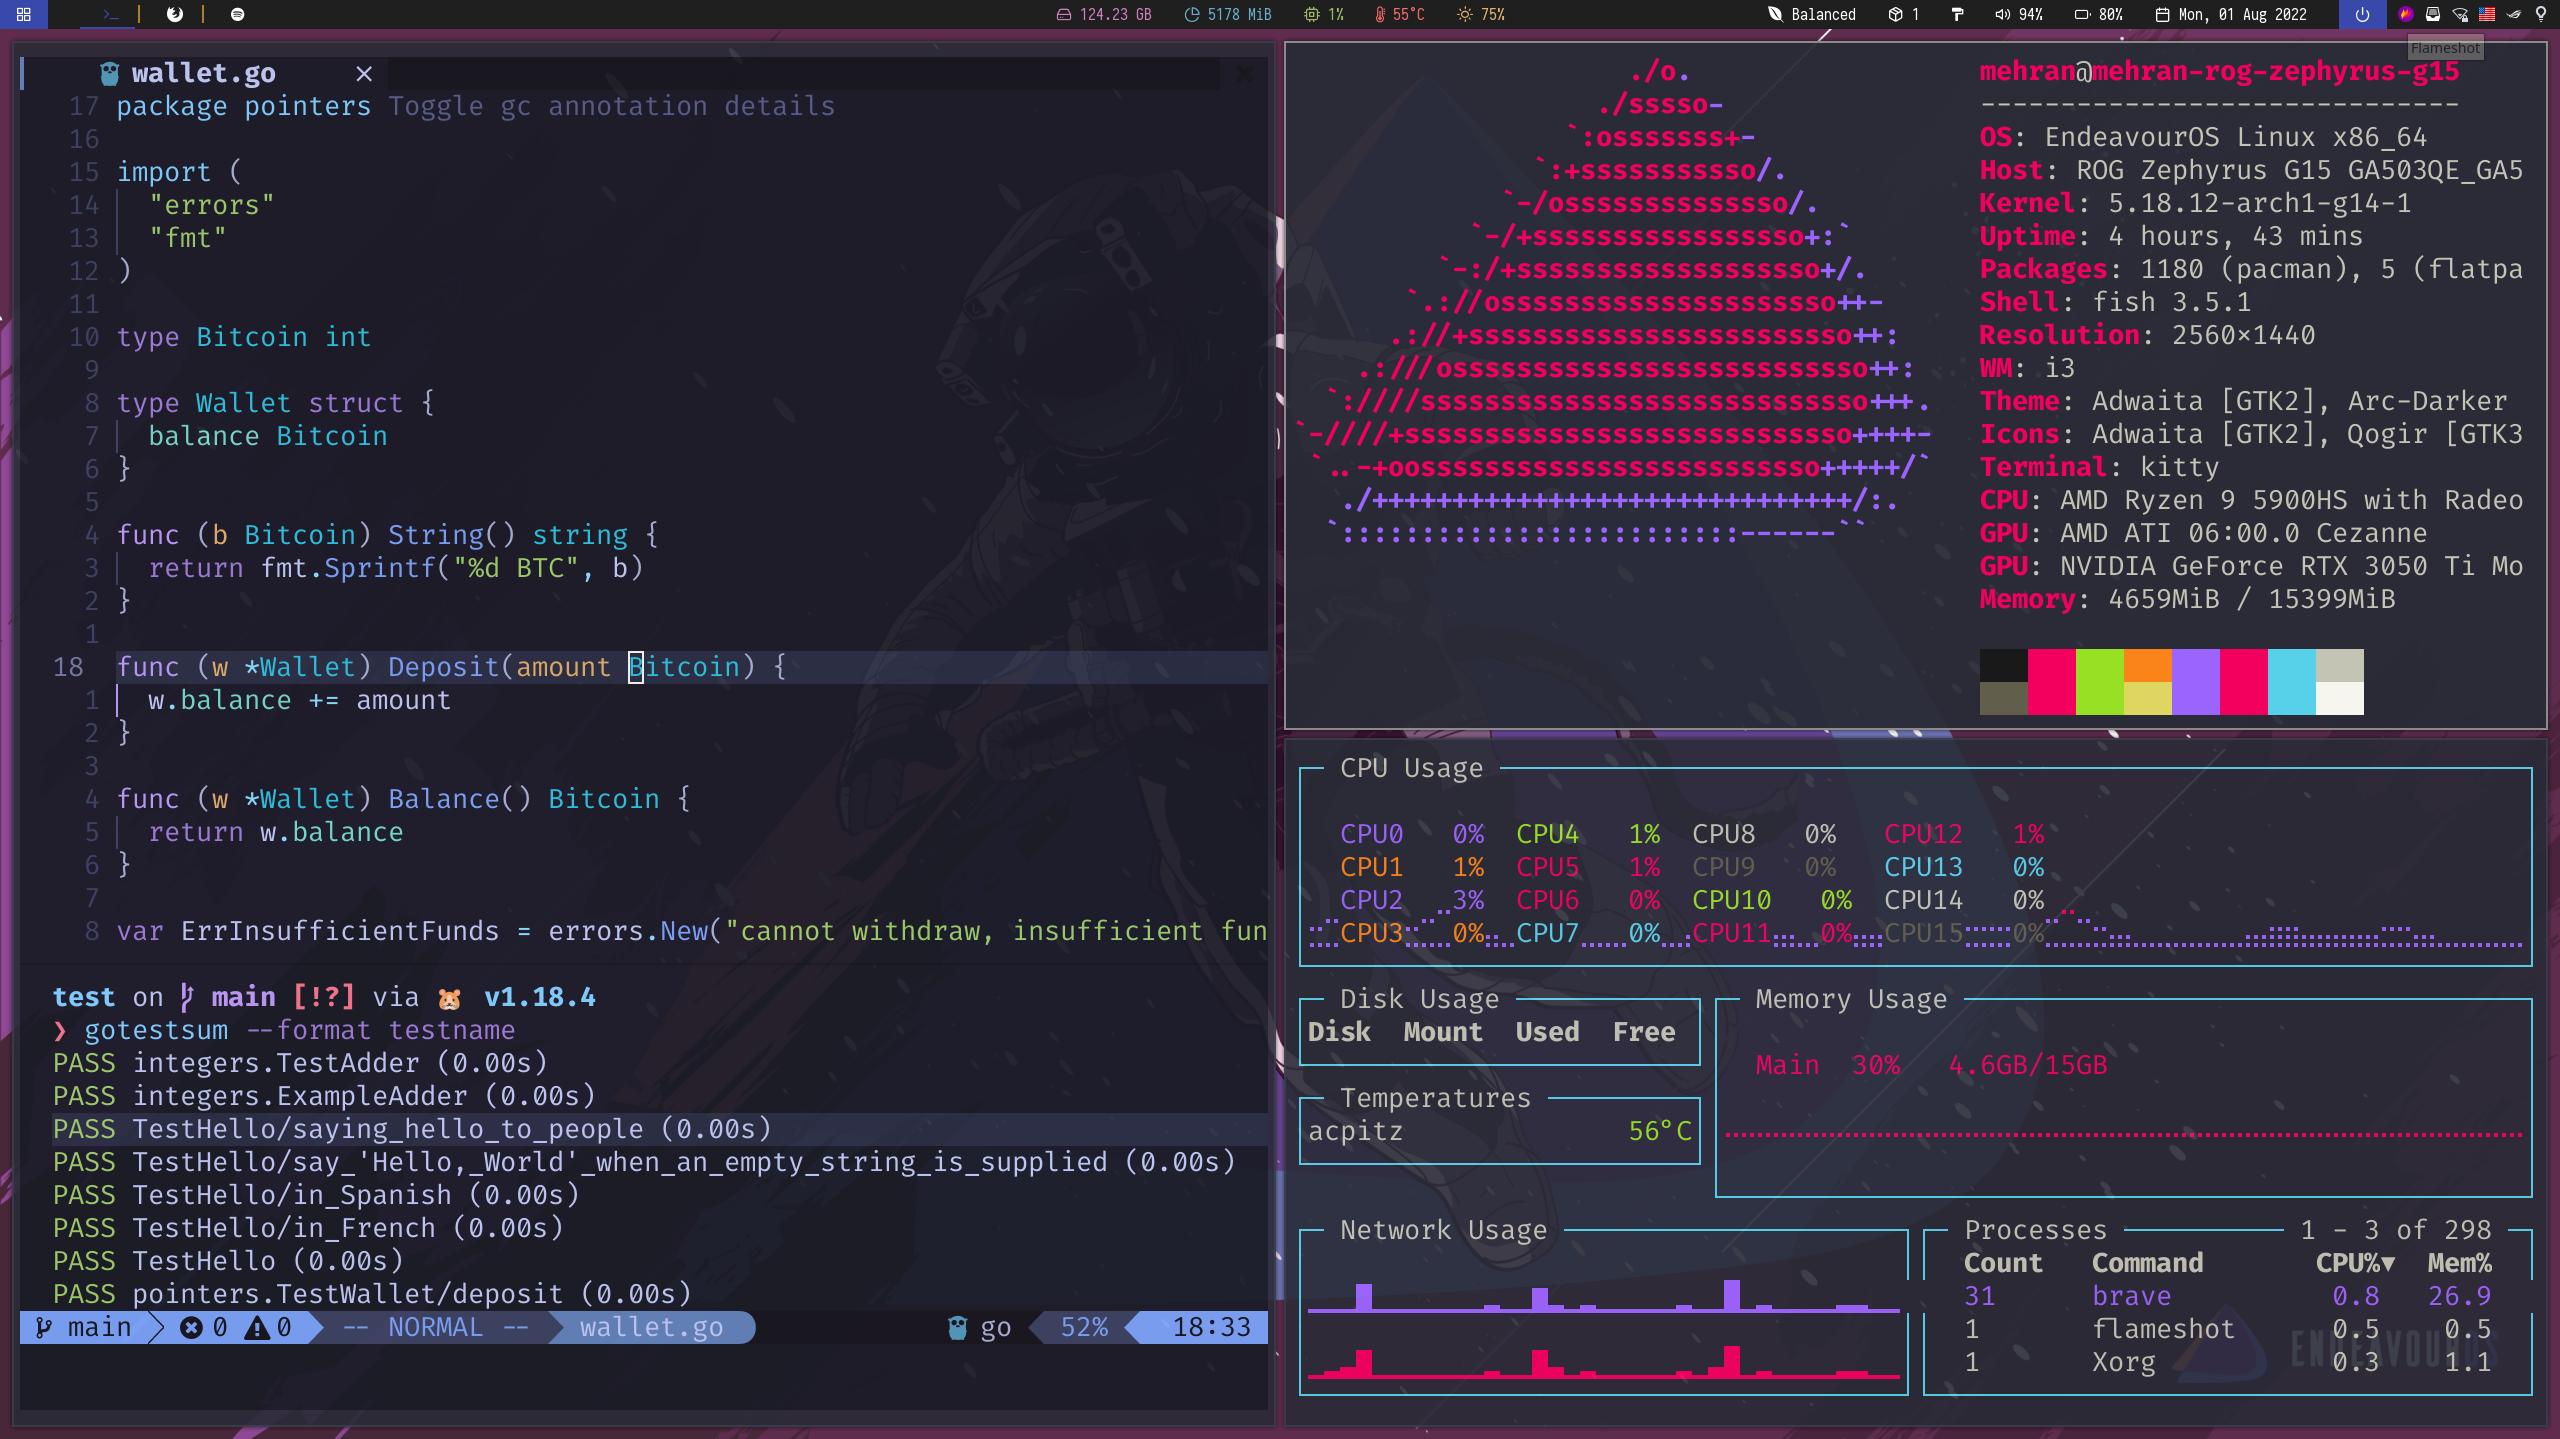 124.23 GB 5178 MiB 1% 55°C 75% Balanced 1 94% 80% Mon, 01 Aug 2022
Flameshot
wallet.go ×
17 package pointers Toggle gc annotation details
16
15 import (
14 "errors"
13 "fmt"
12 )
11
10 type Bitcoin int
9
8 type Wallet struct {
7 balance Bitcoin
6 }
5
4 func (b Bitcoin) String() string {
3 return fmt.Sprintf("%d BTC", b)
2 }
1
18 func (w *Wallet) Deposit(amount Bitcoin) {
1 w.balance += amount
2 }
3
4 func (w *Wallet) Balance() Bitcoin {
5 return w.balance
6 }
7
8 var ErrInsufficientFunds = errors.New("cannot withdraw, insufficient fun
test on main [!?] via v1.18.4
❯ gotestsum --format testname
PASS integers.TestAdder (0.00s)
PASS integers.ExampleAdder (0.00s)
PASS TestHello/saying_hello_to_people (0.00s)
PASS TestHello/say_'Hello,_World'_when_an_empty_string_is_supplied (0.00s)
PASS TestHello/in_Spanish (0.00s)
PASS TestHello/in_French (0.00s)
PASS TestHello (0.00s)
PASS pointers.TestWallet/deposit (0.00s)
main 0 0 -- NORMAL -- wallet.go go 52% 18:33
mehran@mehran-rog-zephyrus-g15
------------------------------
OS: EndeavourOS Linux x86_64
Host: ROG Zephyrus G15 GA503QE_GA5
Kernel: 5.18.12-arch1-g14-1
Uptime: 4 hours, 43 mins
Packages: 1180 (pacman), 5 (flatpa
Shell: fish 3.5.1
Resolution: 2560×1440
WM: i3
Theme: Adwaita [GTK2], Arc-Darker
Icons: Adwaita [GTK2], Qogir [GTK3
Terminal: kitty
CPU: AMD Ryzen 9 5900HS with Radeo
GPU: AMD ATI 06:00.0 Cezanne
GPU: NVIDIA GeForce RTX 3050 Ti Mo
Memory: 4659MiB / 15399MiB
CPU Usage
CPU0 0% CPU4 1% CPU8 0% CPU12 1%
CPU1 1% CPU5 1% CPU9 0% CPU13 0%
CPU2 3% CPU6 0% CPU10 0% CPU14 0%
CPU3 0% CPU7 0% CPU11 0% CPU15 0%
Disk Usage
Disk Mount Used Free
Memory Usage
Main 30% 4.6GB/15GB
Temperatures
acpitz 56°C
Network Usage
Processes 1 - 3 of 298
Count Command CPU%▼ Mem%
31 brave 0.8 26.9
1 flameshot 0.5 0.5
1 Xorg 0.3 1.1